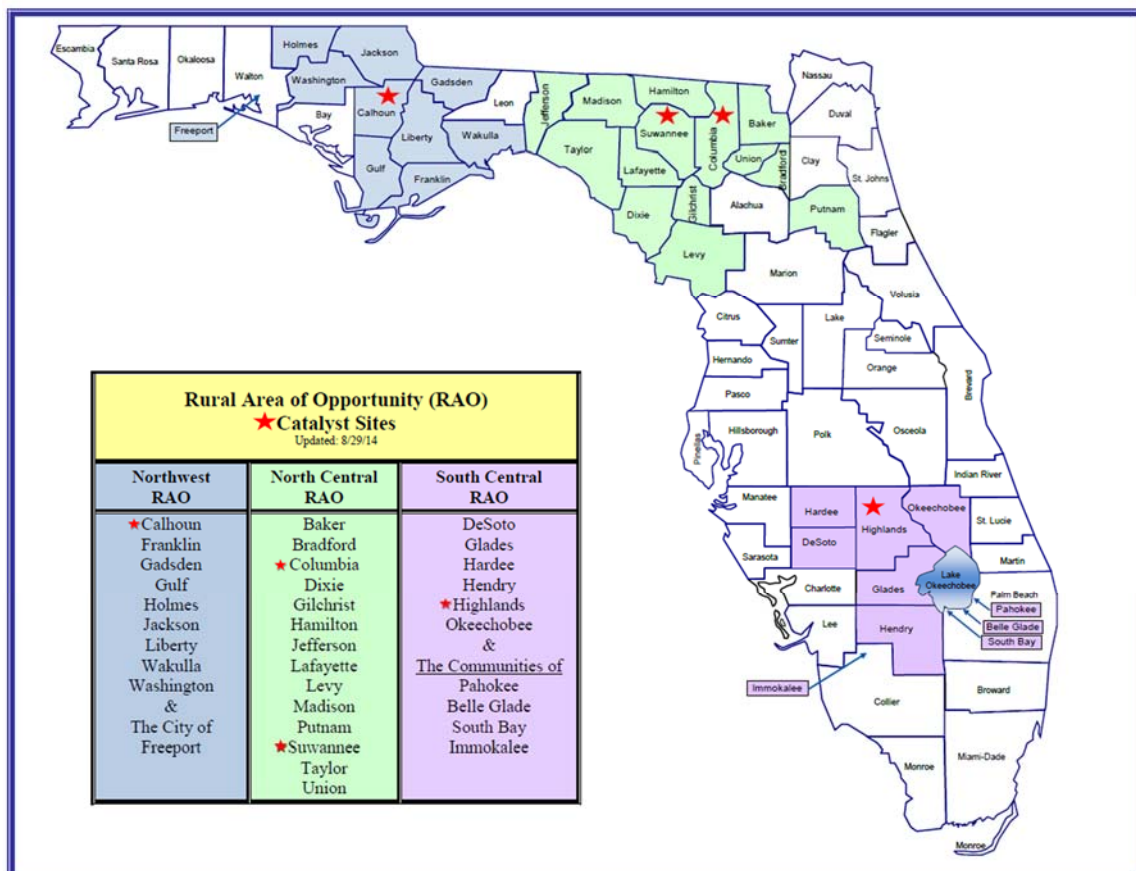 Escambia
Santa Rosa
Okaloosa
Walton
Holmes
Jackson
Washington
Gadsden
Calhoun
Bay
Freeport
Liberty
Leon
Wakulla
Gulf
Franklin
Jefferson
Madison
Hamilton
Suwannee
Taylor
Lafayette
Columbia
Baker
Union
Bradford
Nassau
Duval
Clay
St. Johns
Dixie
Gilchrist
Alachua
Putnam
Flagler
Levy
Marion
Volusia
Citrus
Sumter
Lake
Seminole
Hernando
Orange
Pasco
Brevard
Pinellas
Hillsborough
Polk
Osceola
Indian River
Manatee
Hardee
Highlands
Okeechobee
St. Lucie
Sarasota
DeSoto
Martin
Charlotte
Glades
Lake
Okeechobee
Palm Beach
Pahokee
Belle Glade
South Bay
Lee
Hendry
Immokalee
Collier
Broward
Monroe
Miami-Dade
Monroe
Rural Area of Opportunity (RAO)
Catalyst Sites
Updated: 8/29/14
Northwest
RAO
Calhoun
Franklin
Gadsden
Gulf
Holmes
Jackson
Liberty
Wakulla
Washington
&
The City of
Freeport
North Central
RAO
Baker
Bradford
Columbia
Dixie
Gilchrist
Hamilton
Jefferson
Lafayette
Levy
Madison
Putnam
Suwannee
Taylor
Union
South Central
RAO
DeSoto
Glades
Hardee
Hendry
Highlands
Okeechobee
&
The Communities of
Pahokee
Belle Glade
South Bay
Immokalee